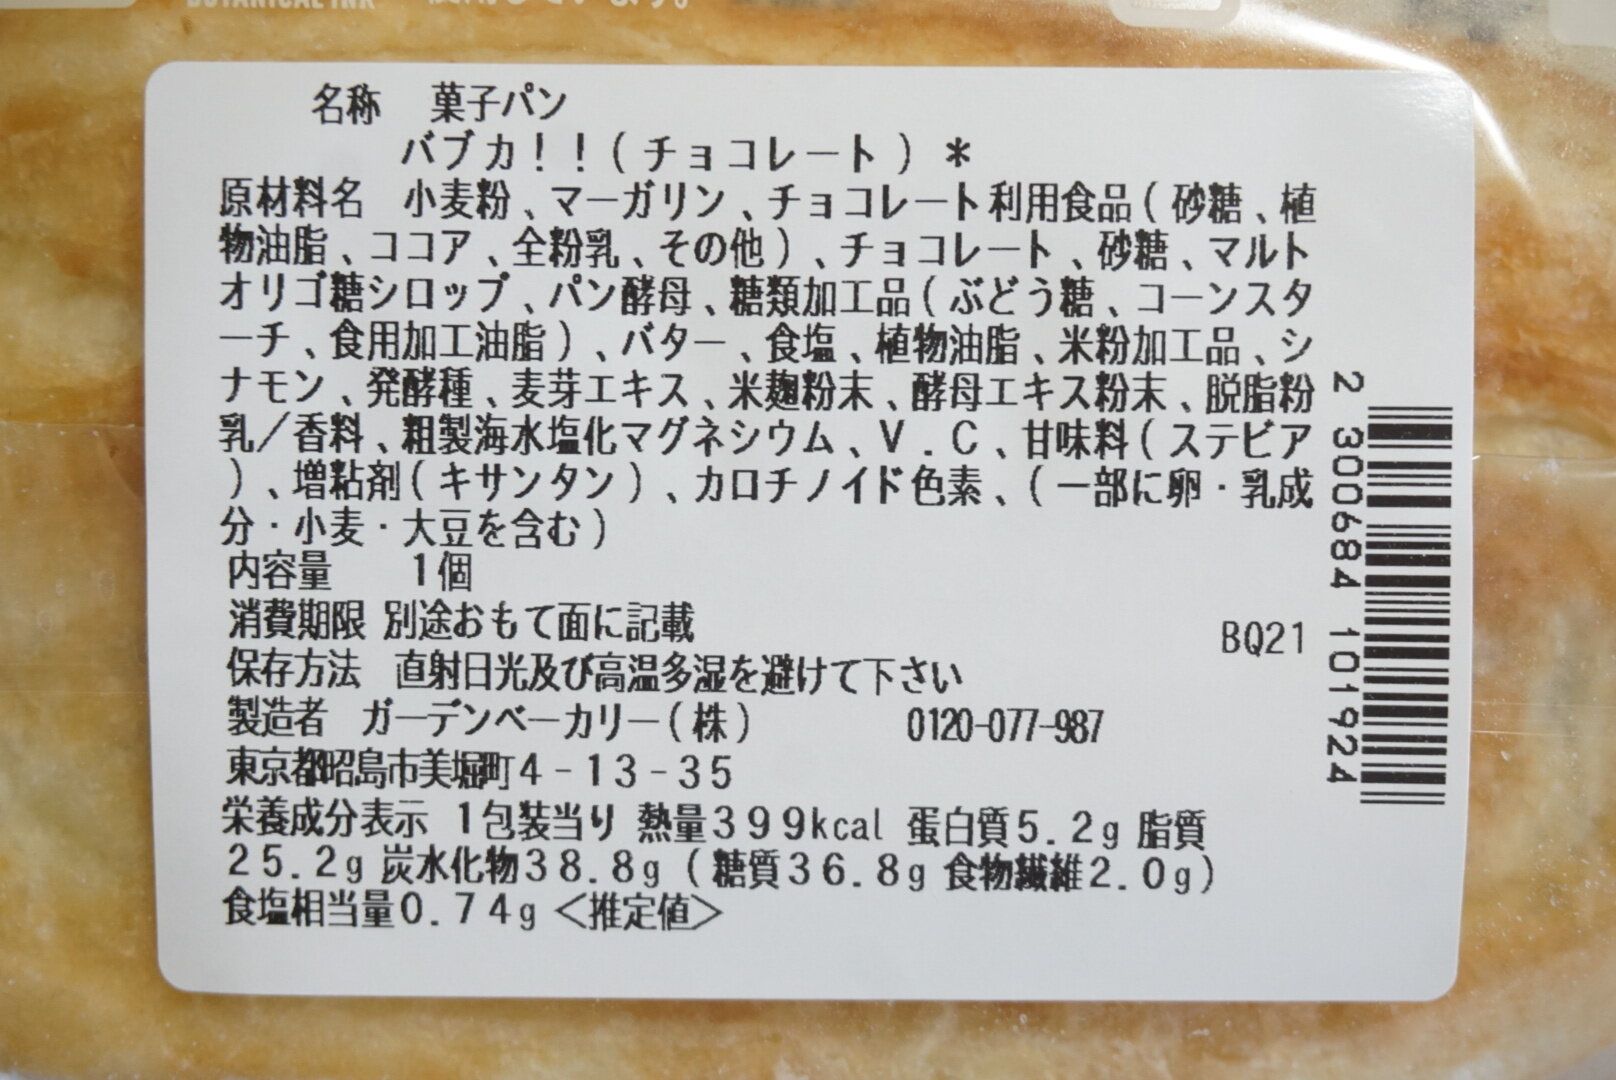 BOTANICAL INK 使用しています。
名称　菓子パン
バブカ！！（チョコレート）＊
原材料名　小麦粉、マーガリン、チョコレート利用食品（砂糖、植
物油脂、ココア、全粉乳、その他）、チョコレート、砂糖、マルト
オリゴ糖シロップ、パン酵母、糖類加工品（ぶどう糖、コーンスタ
ーチ、食用加工油脂）、バター、食塩、植物油脂、米粉加工品、シ
ナモン、発酵種、麦芽エキス、米麹粉末、酵母エキス粉末、脱脂粉
乳／香料、粗製海水塩化マグネシウム、Ｖ．Ｃ、甘味料（ステビア
）、増粘剤（キサンタン）、カロチノイド色素、（一部に卵・乳成
分・小麦・大豆を含む）
内容量　１個
消費期限 別途おもて面に記載
BQ21
保存方法　直射日光及び高温多湿を避けて下さい
製造者　ガーデンベーカリー（株）　0120-077-987
東京都昭島市美堀町４－１３－３５
栄養成分表示 １包装当り 熱量３９９kcal 蛋白質５.２g 脂質
２５.２g 炭水化物３８.８g（糖質３６.８g 食物繊維２.０g）
食塩相当量０.７４g＜推定値＞
2 300684 101924